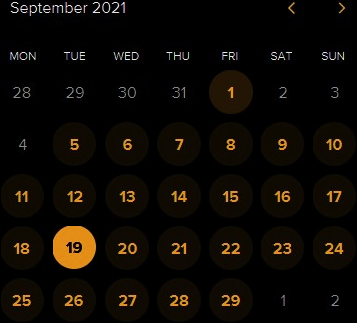 September 2021
MON TUE WED THU FRI SAT SUN
28 29 30 31 1 2 3
4 5 6 7 8 9 10
11 12 13 14 15 16 17
18 19 20 21 22 23 24
25 26 27 28 29 1 2